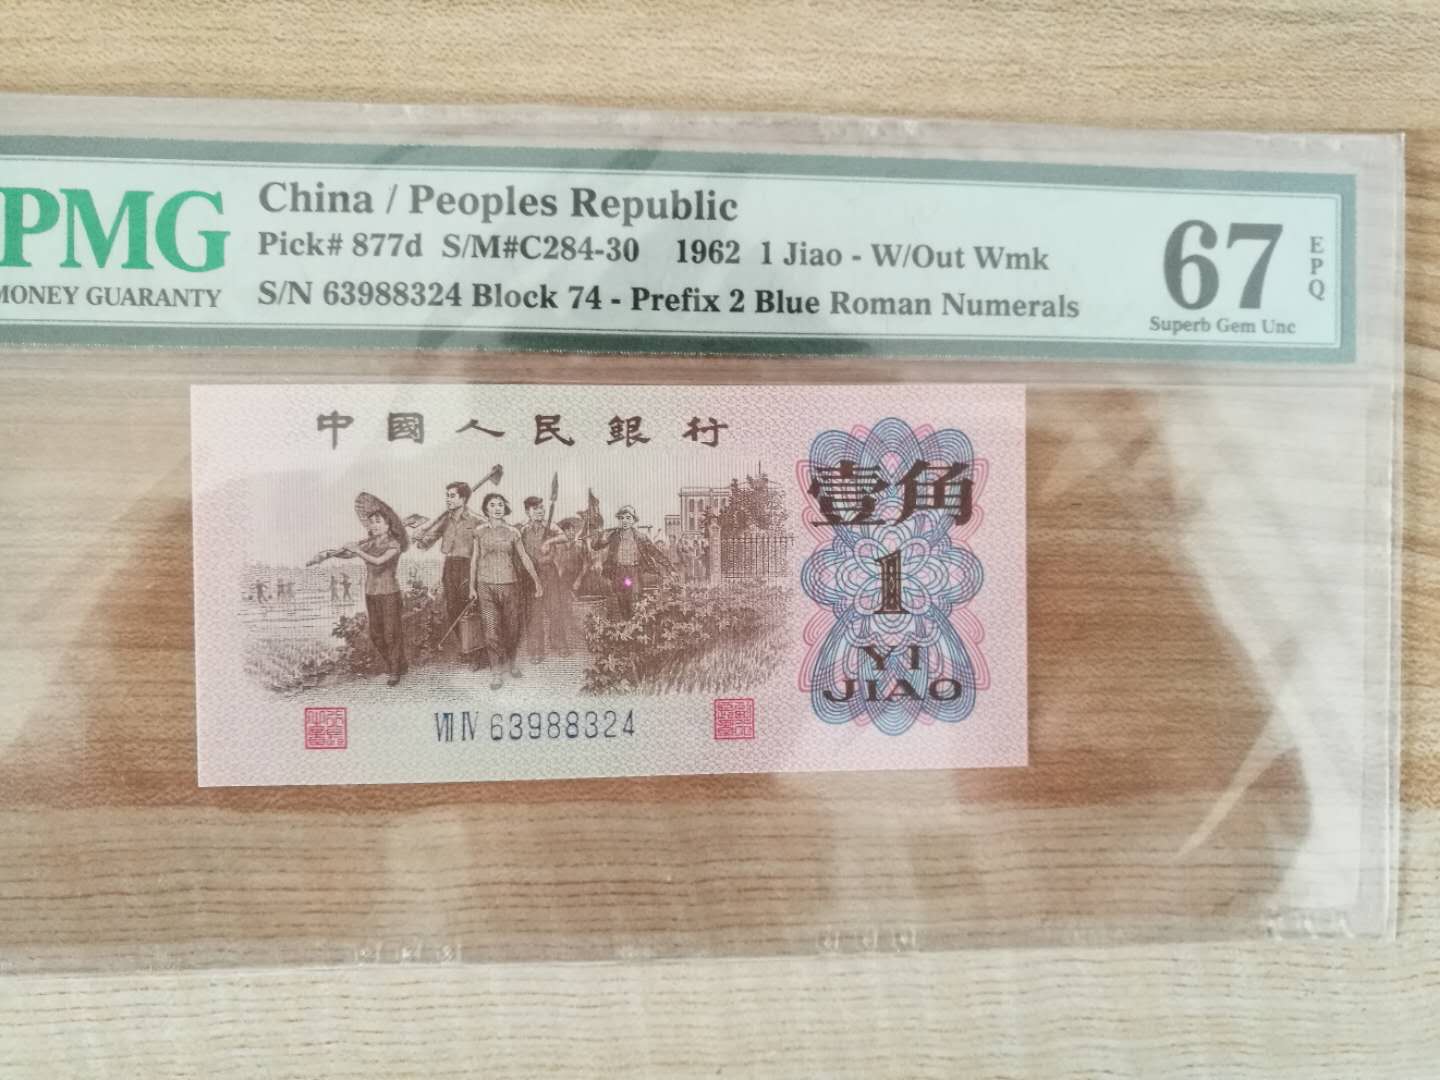 China / Peoples Republic
PMG
Pick# 877d S/M#C284-30 1962 1 Jiao - W/Out Wmk
MONEY GUARANTY
S/N 63988324 Block 74 - Prefix 2 Blue Roman Numerals
67
EPQ
Superb Gem Unc
中國人民銀行
壹角
1
YI
JIAO
VII IV 63988324